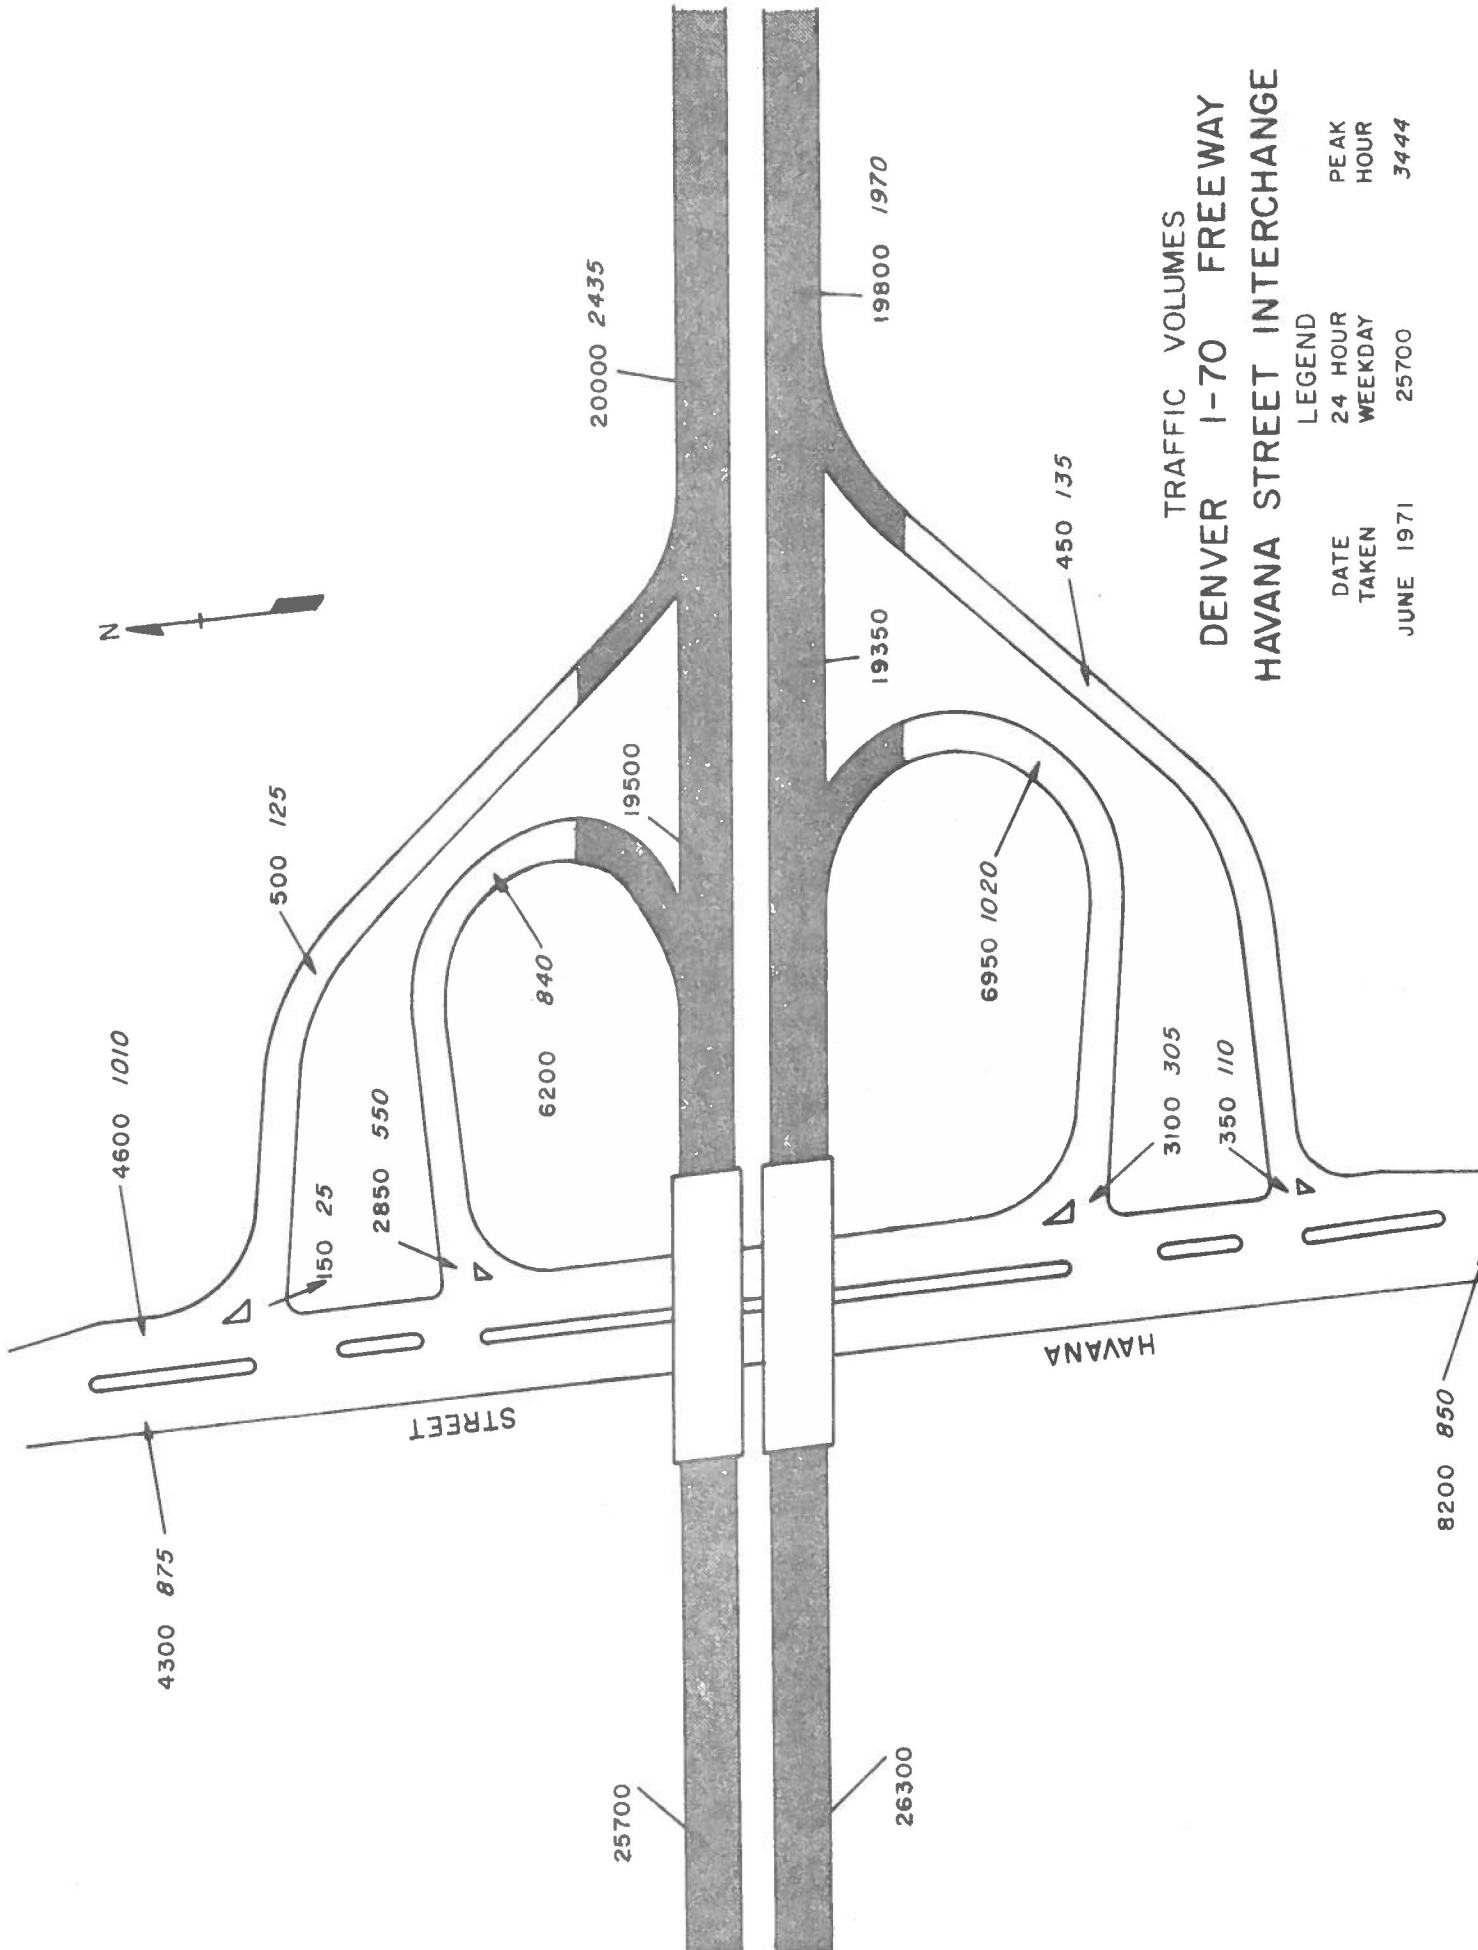 N
4600 1010
4300 875
500 125
150 25
2850 550
6200 840
20000 2435
19500
STREET
25700
26300
19350
19800 1970
6950 1020
3100 305
350 110
450 135
HAVANA
8200 850
TRAFFIC VOLUMES
DENVER I-70 FREEWAY
HAVANA STREET INTERCHANGE
LEGEND
DATE TAKEN
24 HOUR WEEKDAY
PEAK HOUR
JUNE 1971 25700 3444